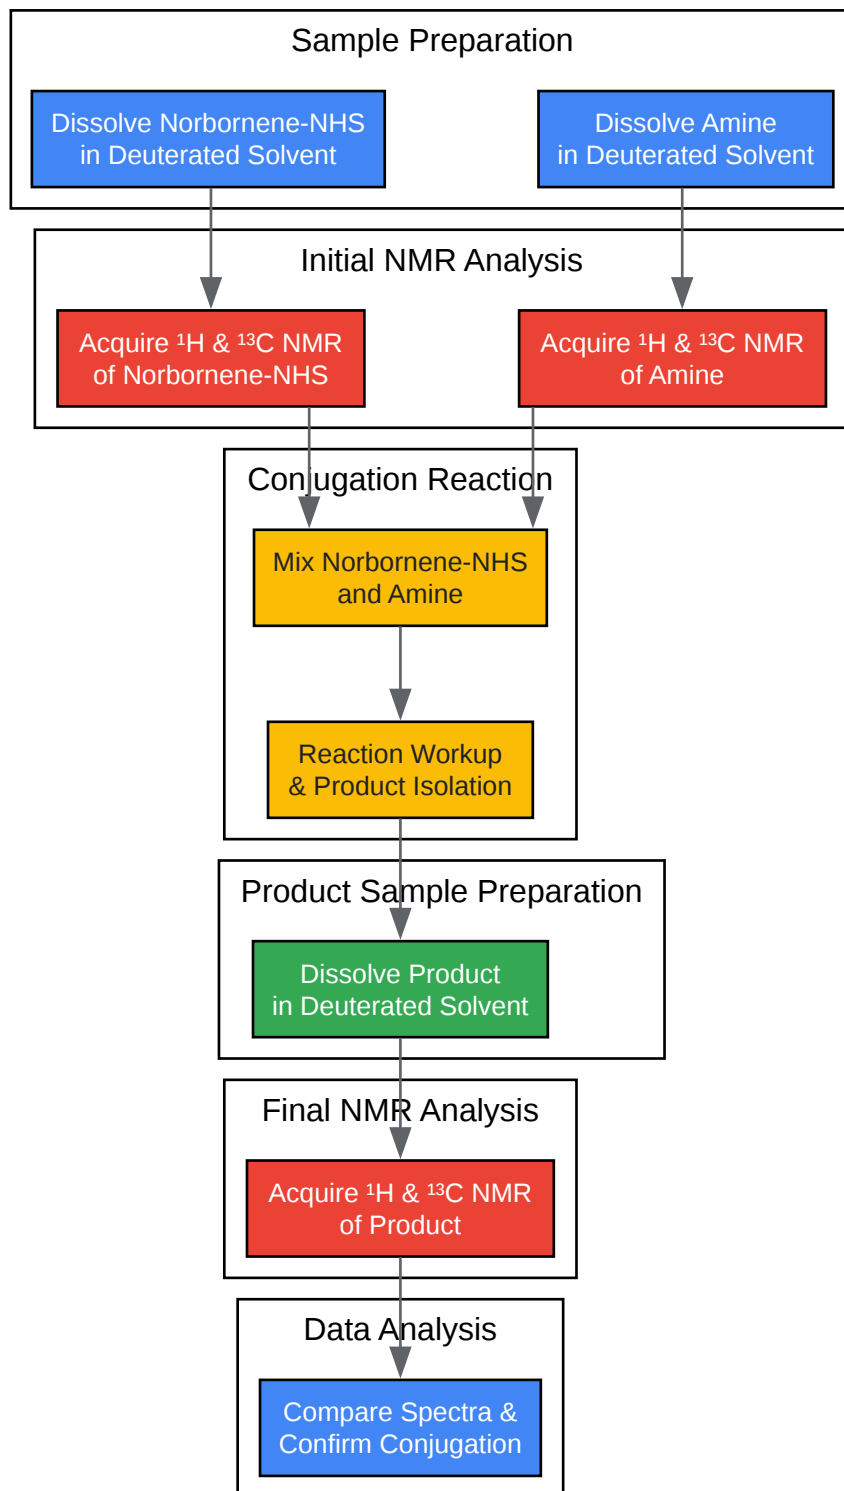 Sample Preparation
Dissolve Norbornene-NHS
in Deuterated Solvent
Dissolve Amine
in Deuterated Solvent
Initial NMR Analysis
Acquire ¹H & ¹³C NMR
of Norbornene-NHS
Acquire ¹H & ¹³C NMR
of Amine
Conjugation Reaction
Mix Norbornene-NHS
and Amine
Reaction Workup
& Product Isolation
Product Sample Preparation
Dissolve Product
in Deuterated Solvent
Final NMR Analysis
Acquire ¹H & ¹³C NMR
of Product
Data Analysis
Compare Spectra &
Confirm Conjugation